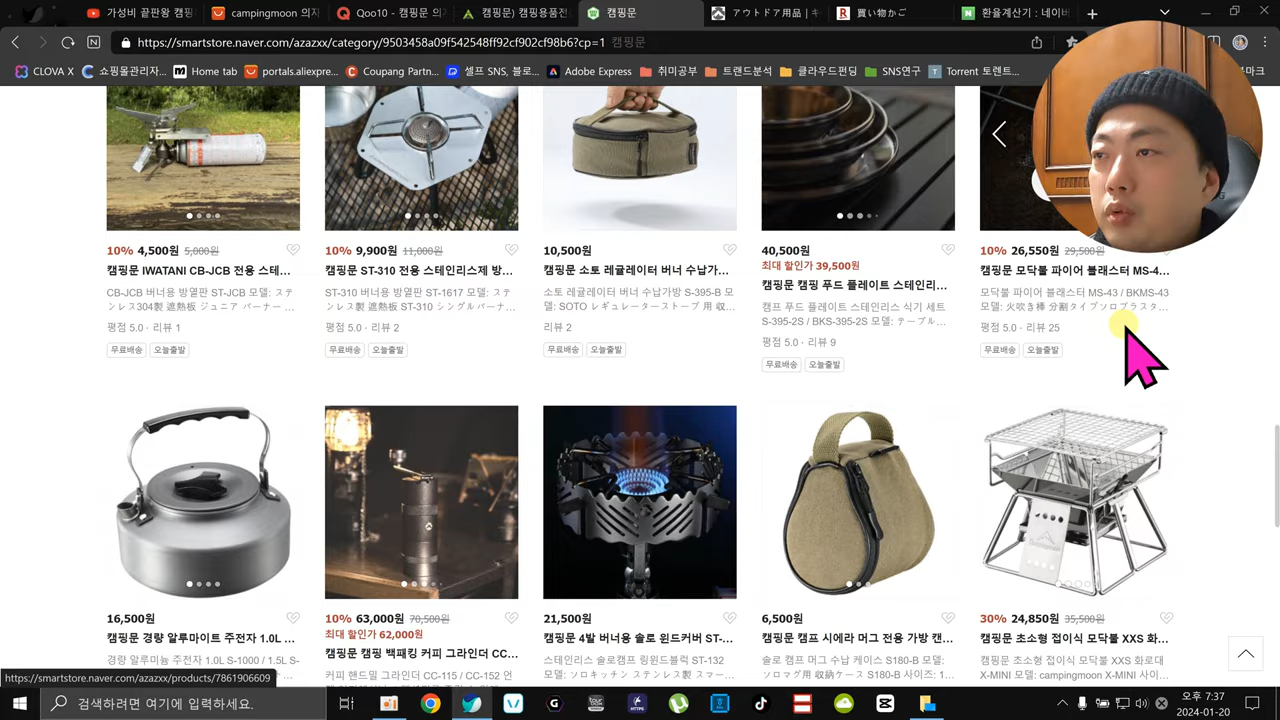 가성비 끝판왕 캠핑
campingmoon 의자
Qoo10 - 캠핑문 의자
캠핑문) 캠핑용품전
캠핑문
アウトドア用品 | キ
買い物かご
환율계산기 : 네이버
https://smartstore.naver.com/azazxx/category/9503458a09f542548ff92cf902cf98b6?cp=1 캠핑문
CLOVA X
쇼핑몰관리자...
Home tab
portals.aliexpre...
Coupang Partn...
셀프 SNS, 블로...
Adobe Express
취미공부
트랜드분석
클라우드펀딩
SNS연구
Torrent 토렌트...
북마크
10% 4,500원 5,000원
캠핑문 IWATANI CB-JCB 전용 스테...
CB-JCB 버너용 방열판 ST-JCB 모델: ステ
ンレス304製 遮熱板 ジュニア バーナー ...
평점 5.0 · 리뷰 1
무료배송 오늘출발
10% 9,900원 11,000원
캠핑문 ST-310 전용 스테인리스제 방...
ST-310 버너용 방열판 ST-1617 모델: ステ
ンレス製 遮熱板 ST-310 シングルバーナ...
평점 5.0 · 리뷰 2
무료배송 오늘출발
10,500원
캠핑문 소토 레귤레이터 버너 수납가...
소토 레귤레이터 버너 수납가방 S-395-B 모
델: SOTO レギュレーターストーブ 用 収...
리뷰 2
무료배송 오늘출발
40,500원
최대 할인가 39,500원
캠핑문 캠핑 푸드 플레이트 스테인리...
캠프 푸드 플레이트 스테인리스 식기 세트
S-395-2S / BKS-395-2S 모델: テーブル...
평점 5.0 · 리뷰 9
무료배송 오늘출발
10% 26,550원 29,500원
캠핑문 모닥불 파이어 블래스터 MS-4...
모닥불 파이어 블래스터 MS-43 / BKMS-43
모델: 火吹き棒 分割タイプソロブラスタ...
평점 5.0 · 리뷰 25
무료배송 오늘출발
16,500원
캠핑문 경량 알루마이트 주전자 1.0L ...
경량 알루미늄 주전자 1.0L S-1000 / 1.5L S-
10% 63,000원 70,500원
최대 할인가 62,000원
캠핑문 캠핑 백패킹 커피 그라인더 CC...
커피 핸드밀 그라인더 CC-115 / CC-152 언
21,500원
캠핑문 4발 버너용 솔로 윈드커버 ST-...
스테인리스 솔로캠프 링윈드블럭 ST-132
모델: ソロキッチン ステンレス製 スマー...
6,500원
캠핑문 캠프 시에라 머그 전용 가방 캔...
솔로 캠프 머그 수납 케이스 S180-B 모델:
ソロマグ用 収納ケース S180-B 사이즈: 1...
30% 24,850원 35,500원
캠핑문 초소형 접이식 모닥불 XXS 화...
캠핑문 초소형 접이식 모닥불 XXS 화로대
X-MINI 모델: campingmoon X-MINI 사이...
https://smartstore.naver.com/azazxx/products/7861906609
검색하려면 여기에 입력하세요.
오후 7:37
2024-01-20